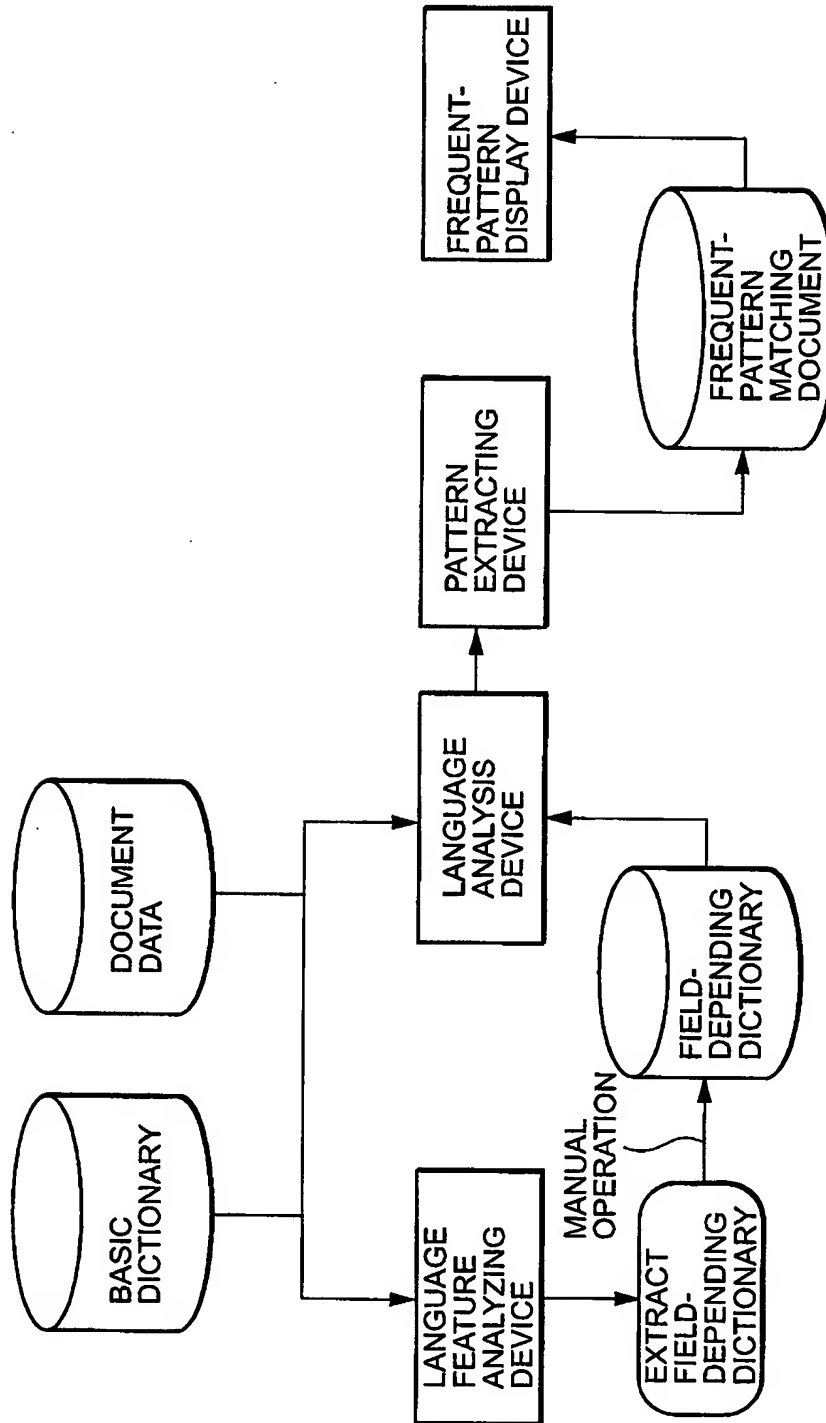 BASIC
DICTIONARY
DOCUMENT
DATA
LANGUAGE
FEATURE
ANALYZING
DEVICE
LANGUAGE
ANALYSIS
DEVICE
PATTERN
EXTRACTING
DEVICE
FREQUENT-
PATTERN
DISPLAY DEVICE
MANUAL
OPERATION
EXTRACT
FIELD-
DEPENDING
DICTIONARY
FIELD-
DEPENDING
DICTIONARY
FREQUENT-
PATTERN
MATCHING
DOCUMENT